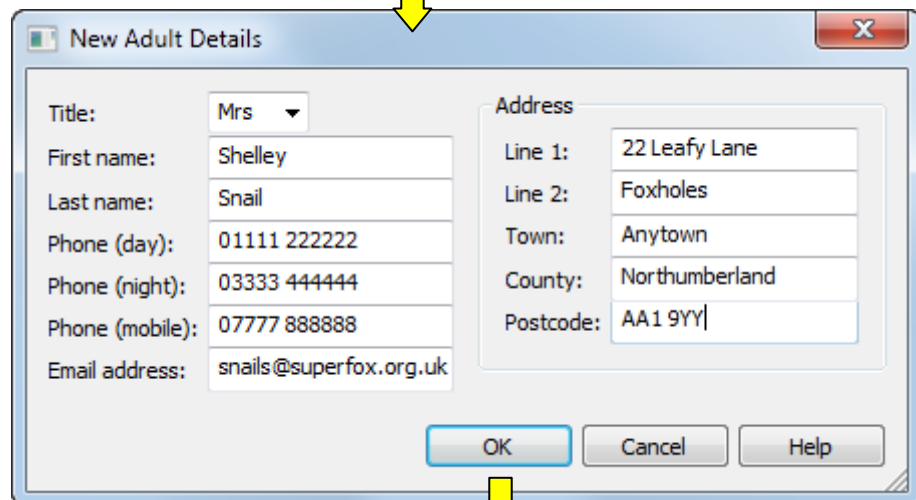 New Adult Details
Title: Mrs
First name: Shelley
Last name: Snail
Phone (day): 01111 222222
Phone (night): 03333 444444
Phone (mobile): 07777 888888
Email address: snails@superfox.org.uk
Address
Line 1: 22 Leafy Lane
Line 2: Foxholes
Town: Anytown
County: Northumberland
Postcode: AA1 9YY
OK Cancel Help